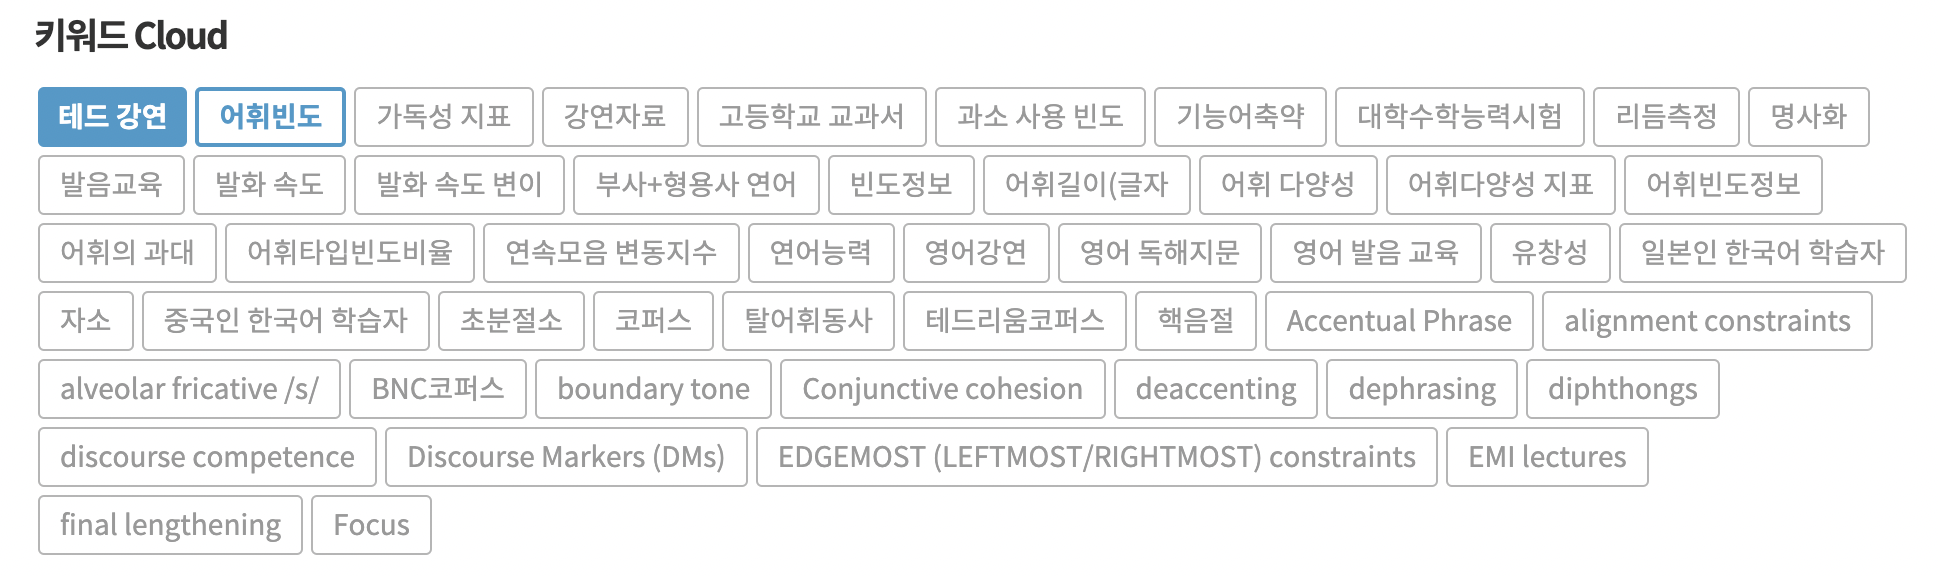 키워드 Cloud
테드 강연 어휘빈도 가독성 지표 강연자료 고등학교 교과서 과소 사용 빈도 기능어축약 대학수학능력시험 리듬측정 명사화
발음교육 발화 속도 발화 속도 변이 부사+형용사 연어 빈도정보 어휘길이(글자 어휘 다양성 어휘다양성 지표 어휘빈도정보
어휘의 과대 어휘타입빈도비율 연속모음 변동지수 연어능력 영어강연 영어 독해지문 영어 발음 교육 유창성 일본인 한국어 학습자
자소 중국인 한국어 학습자 초분절소 코퍼스 탈어휘동사 테드리움코퍼스 핵음절 Accentual Phrase alignment constraints
alveolar fricative /s/ BNC코퍼스 boundary tone Conjunctive cohesion deaccenting dephrasing diphthongs
discourse competence Discourse Markers (DMs) EDGEMOST (LEFTMOST/RIGHTMOST) constraints EMI lectures
final lengthening Focus